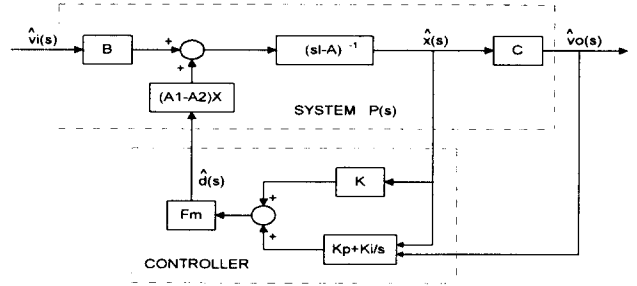 v̂i(s)
B
+
+
(sI-A) ⁻¹
x̂(s)
C
v̂o(s)
(A1-A2)X
SYSTEM P(s)
d̂(s)
K
+
Fm
+
Kp+Ki/s
CONTROLLER